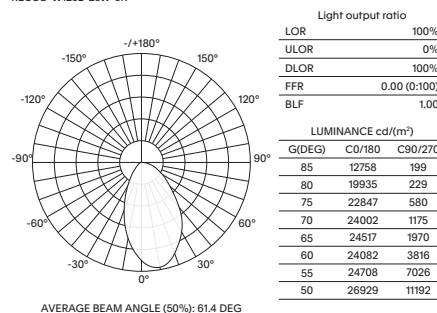 -/+180°
-150°
150°
-120°
120°
-90°
90°
-60°
60°
-30°
30°
0°
AVERAGE BEAM ANGLE (50%): 61.4 DEG
Light output ratio
LOR 100%
ULOR 0%
DLOR 100%
FFR 0.00 (0:100)
BLF 1.00
LUMINANCE cd/(m²)
G(DEG) C0/180 C90/270
85 12758 199
80 19935 229
75 22847 580
70 24002 1175
65 24517 1970
60 24082 3816
55 24708 7026
50 26929 11192